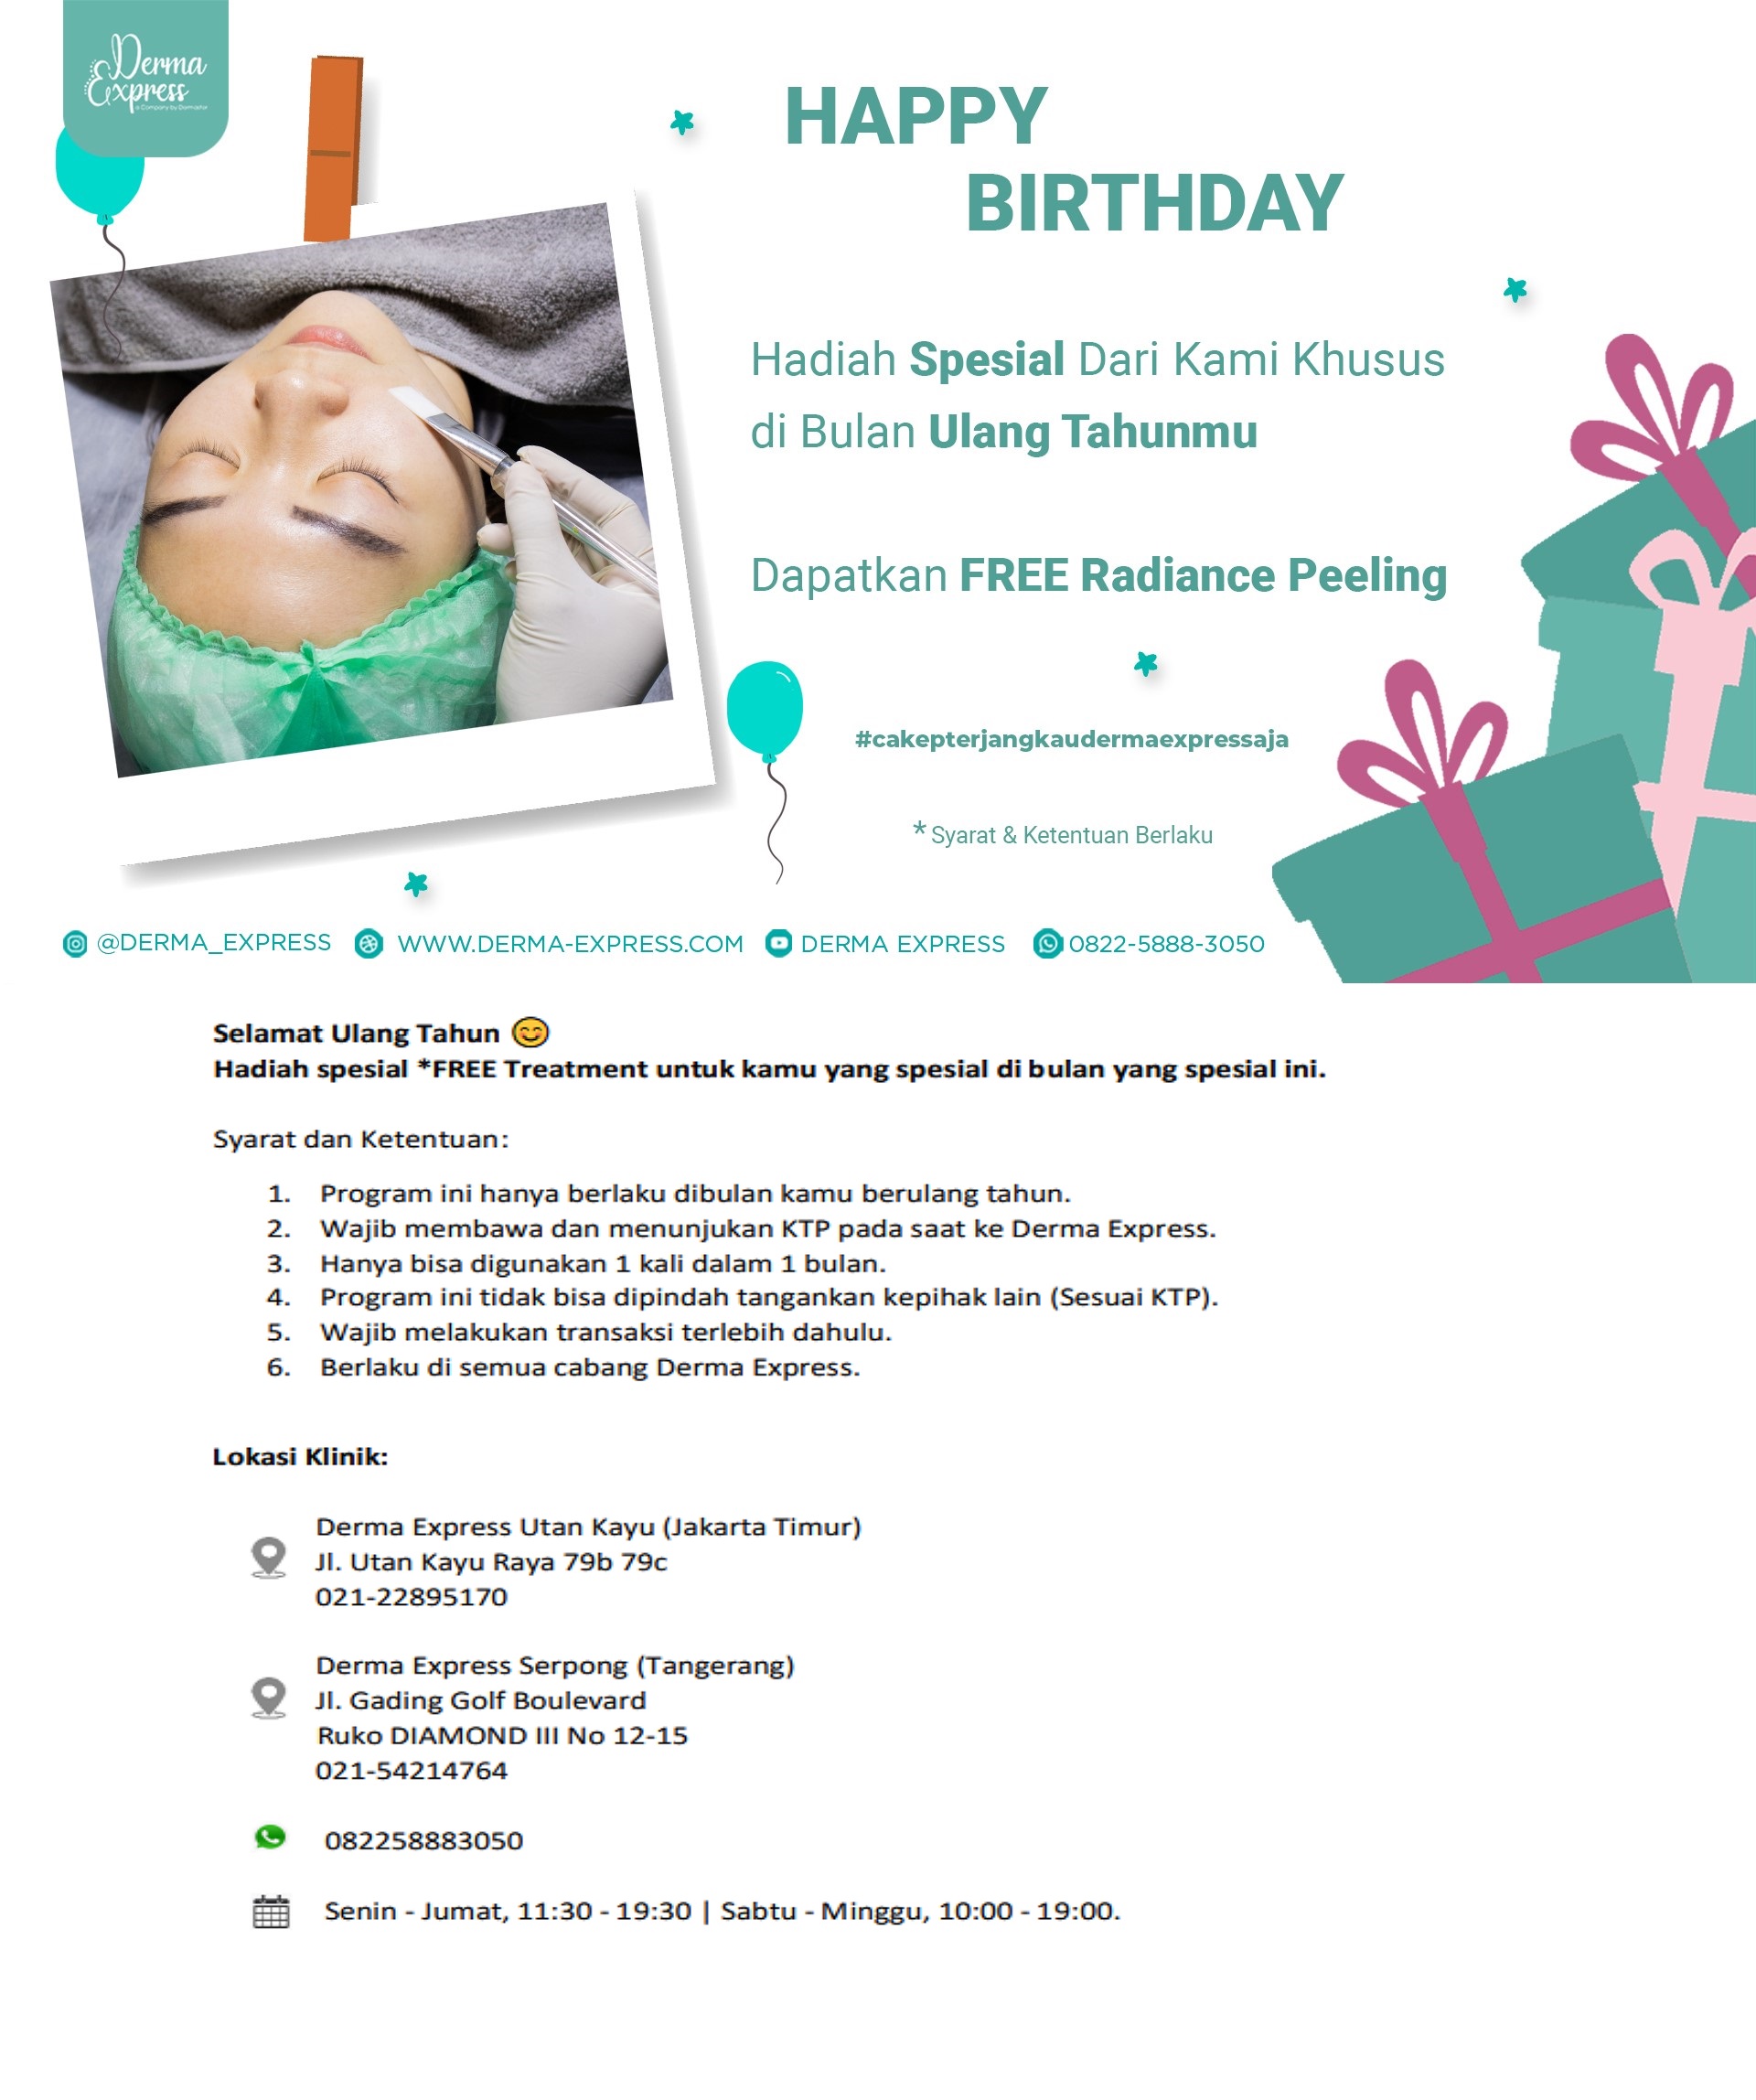 Derma
Express
a Company by Dermaster
HAPPY
BIRTHDAY
Hadiah Spesial Dari Kami Khusus
di Bulan Ulang Tahunmu
Dapatkan FREE Radiance Peeling
#cakepterjangkaudermaexpressaja
* Syarat & Ketentuan Berlaku
@DERMA_EXPRESS WWW.DERMA-EXPRESS.COM DERMA EXPRESS 0822-5888-3050
Selamat Ulang Tahun 😊
Hadiah spesial *FREE Treatment untuk kamu yang spesial di bulan yang spesial ini.
Syarat dan Ketentuan:
1. Program ini hanya berlaku dibulan kamu berulang tahun.
2. Wajib membawa dan menunjukan KTP pada saat ke Derma Express.
3. Hanya bisa digunakan 1 kali dalam 1 bulan.
4. Program ini tidak bisa dipindah tangankan kepihak lain (Sesuai KTP).
5. Wajib melakukan transaksi terlebih dahulu.
6. Berlaku di semua cabang Derma Express.
Lokasi Klinik:
Derma Express Utan Kayu (Jakarta Timur)
Jl. Utan Kayu Raya 79b 79c
021-22895170
Derma Express Serpong (Tangerang)
Jl. Gading Golf Boulevard
Ruko DIAMOND III No 12-15
021-54214764
082258883050
Senin - Jumat, 11:30 - 19:30 | Sabtu - Minggu, 10:00 - 19:00.